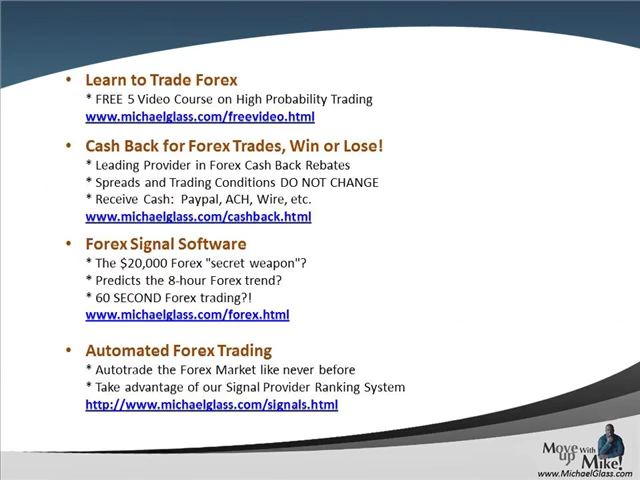 • Learn to Trade Forex
* FREE 5 Video Course on High Probability Trading
www.michaelglass.com/freevideo.html
• Cash Back for Forex Trades, Win or Lose!
* Leading Provider in Forex Cash Back Rebates
* Spreads and Trading Conditions DO NOT CHANGE
* Receive Cash: Paypal, ACH, Wire, etc.
www.michaelglass.com/cashback.html
• Forex Signal Software
* The $20,000 Forex "secret weapon"?
* Predicts the 8-hour Forex trend?
* 60 SECOND Forex trading?!
www.michaelglass.com/forex.html
• Automated Forex Trading
* Autotrade the Forex Market like never before
* Take advantage of our Signal Provider Ranking System
http://www.michaelglass.com/signals.html
Move up With Mike!
www.MichaelGlass.com